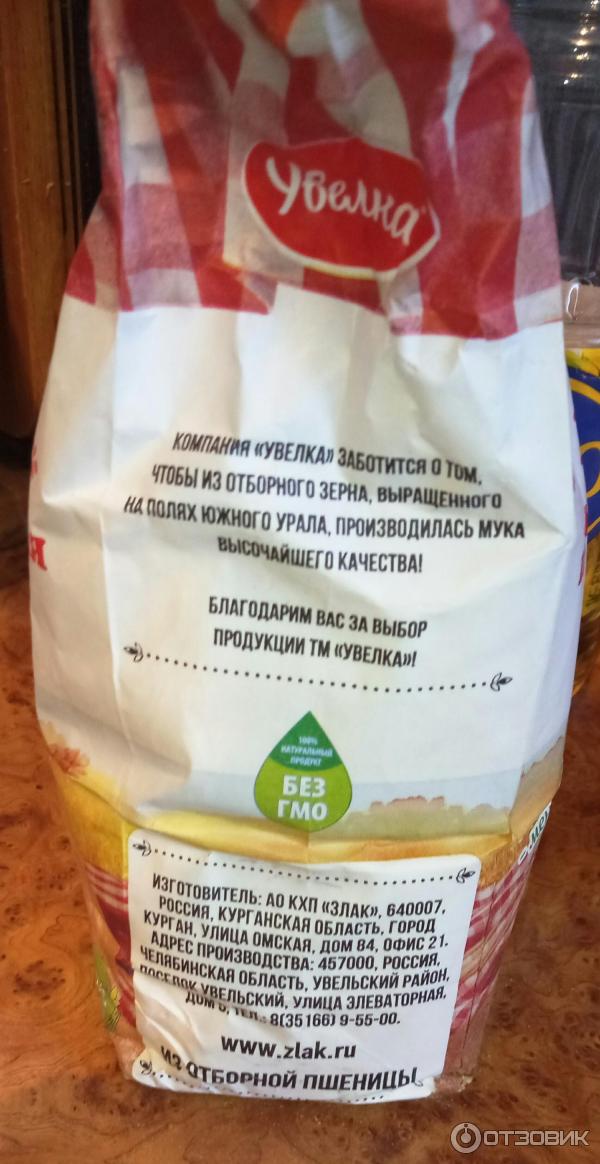 Увелка
КОМПАНИЯ «УВЕЛКА» ЗАБОТИТСЯ О ТОМ,
ЧТОБЫ ИЗ ОТБОРНОГО ЗЕРНА, ВЫРАЩЕННОГО
НА ПОЛЯХ ЮЖНОГО УРАЛА, ПРОИЗВОДИЛАСЬ МУКА
ВЫСОЧАЙШЕГО КАЧЕСТВА!
БЛАГОДАРИМ ВАС ЗА ВЫБОР
ПРОДУКЦИИ ТМ «УВЕЛКА»!
100%
НАТУРАЛЬНЫЙ
ПРОДУКТ
БЕЗ
ГМО
ИЗГОТОВИТЕЛЬ: АО КХП «ЗЛАК», 640007,
РОССИЯ, КУРГАНСКАЯ ОБЛАСТЬ, ГОРОД
КУРГАН, УЛИЦА ОМСКАЯ, ДОМ 84, ОФИС 21.
АДРЕС ПРОИЗВОДСТВА: 457000, РОССИЯ,
ЧЕЛЯБИНСКАЯ ОБЛАСТЬ, УВЕЛЬСКИЙ РАЙОН,
ПОСЕЛОК УВЕЛЬСКИЙ, УЛИЦА ЭЛЕВАТОРНАЯ,
ДОМ ТЕЛ.: 8(35166) 9-55-00.
www.zlak.ru
ИЗ ОТБОРНОЙ ПШЕНИЦЫ
ОТЗОВИК